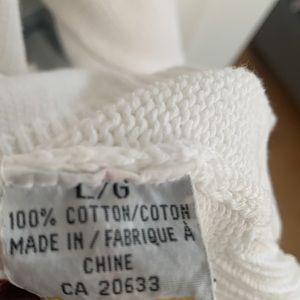 L/G
100% COTTON/COTON
MADE IN / FABRIQUE À
CHINE
CA 20633